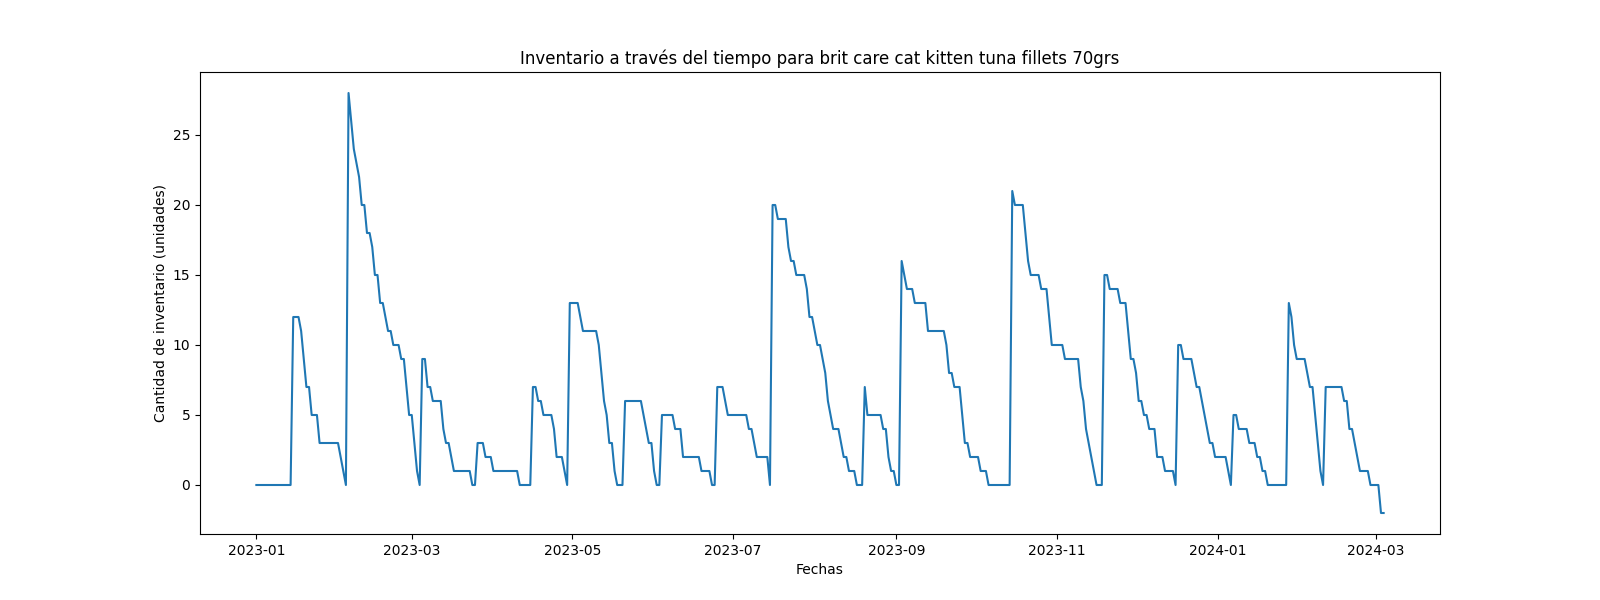 Inventario a través del tiempo para brit care cat kitten tuna fillets 70grs
Cantidad de inventario (unidades)
25
20
15
10
5
0
2023-01 2023-03 2023-05 2023-07 2023-09 2023-11 2024-01 2024-03
Fechas